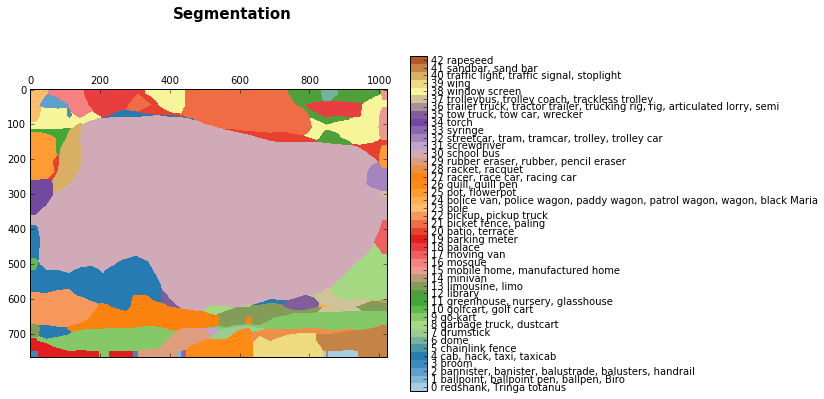 Segmentation
0 200 400 600 800 1000
0
100
200
300
400
500
600
700
42 rapeseed
41 sandbar, sand bar
40 traffic light, traffic signal, stoplight
39 wing
38 window screen
37 trolleybus, trolley coach, trackless trolley
36 trailer truck, tractor trailer, trucking rig, rig, articulated lorry, semi
35 tow truck, tow car, wrecker
34 torch
33 syringe
32 streetcar, tram, tramcar, trolley, trolley car
31 screwdriver
30 school bus
29 rubber eraser, rubber, pencil eraser
28 racket, racquet
27 racer, race car, racing car
26 quill, quill pen
25 pot, flowerpot
24 police van, police wagon, paddy wagon, patrol wagon, wagon, black Maria
23 pole
22 pickup, pickup truck
21 picket fence, paling
20 patio, terrace
19 parking meter
18 palace
17 moving van
16 mosque
15 mobile home, manufactured home
14 minivan
13 limousine, limo
12 library
11 greenhouse, nursery, glasshouse
10 golfcart, golf cart
9 go-kart
8 garbage truck, dustcart
7 drumstick
6 dome
5 chainlink fence
4 cab, hack, taxi, taxicab
3 broom
2 bannister, banister, balustrade, balusters, handrail
1 ballpoint, ballpoint pen, ballpen, Biro
0 redshank, Tringa totanus